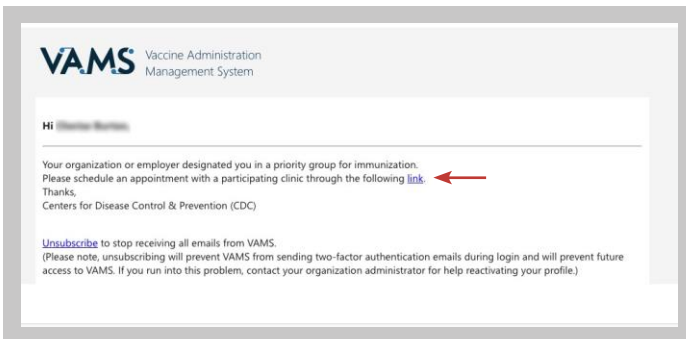 VAMS
Vaccine Administration
Management System
Hi
Your organization or employer designated you in a priority group for immunization.
Please schedule an appointment with a participating clinic through the following link.
Thanks,
Centers for Disease Control & Prevention (CDC)
Unsubscribe to stop receiving all emails from VAMS.
(Please note, unsubscribing will prevent VAMS from sending two-factor authentication emails during login and will prevent future
access to VAMS. If you run into this problem, contact your organization administrator for help reactivating your profile.)